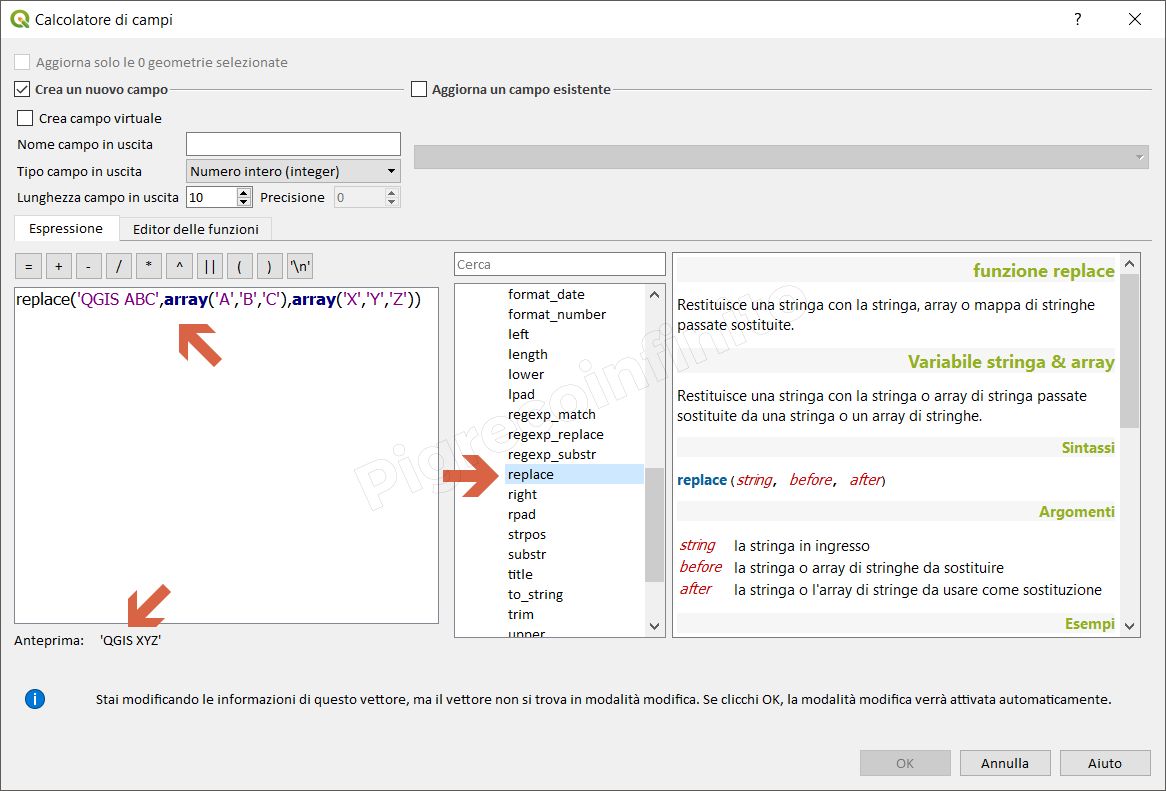 Calcolatore di campi
?
Aggiorna solo le 0 geometrie selezionate
Crea un nuovo campo
Aggiorna un campo esistente
Crea campo virtuale
Nome campo in uscita
Tipo campo in uscita
Numero intero (integer)
Lunghezza campo in uscita
10
Precisione
0
Espressione
Editor delle funzioni
= + - / * ^ || ( ) '\n'
replace('QGIS ABC',array('A','B','C'),array('X','Y','Z'))
Anteprima: 'QGIS XYZ'
Cerca
format_date
format_number
left
length
lower
lpad
regexp_match
regexp_replace
regexp_substr
replace
right
rpad
strpos
substr
title
to_string
trim
upper
funzione replace
Restituisce una stringa con la stringa, array o mappa di stringhe
passate sostituite.
Variabile stringa & array
Restituisce una stringa con la stringa o array di stringa passate
sostituite da una stringa o un array di stringhe.
Sintassi
replace(string, before, after)
Argomenti
string la stringa in ingresso
before la stringa o array di stringhe da sostituire
after la stringa o l'array di stringe da usare come sostituzione
Esempi
Pigrecoinfinito
Stai modificando le informazioni di questo vettore, ma il vettore non si trova in modalità modifica. Se clicchi OK, la modalità modifica verrà attivata automaticamente.
OK
Annulla
Aiuto